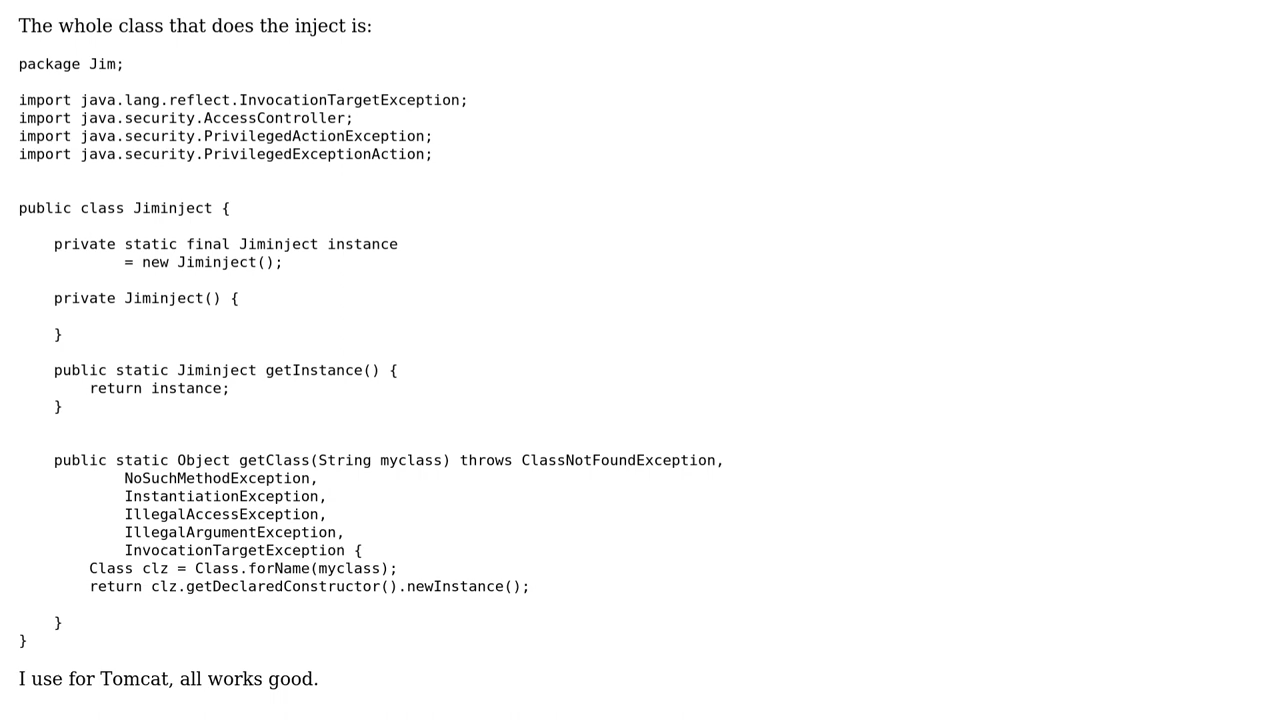 The whole class that does the inject is:
package Jim;
import java.lang.reflect.InvocationTargetException;
import java.security.AccessController;
import java.security.PrivilegedActionException;
import java.security.PrivilegedExceptionAction;
public class Jiminject {
    private static final Jiminject instance
            = new Jiminject();
    private Jiminject() {
    }
    public static Jiminject getInstance() {
        return instance;
    }
    public static Object getClass(String myclass) throws ClassNotFoundException,
            NoSuchMethodException,
            InstantiationException,
            IllegalAccessException,
            IllegalArgumentException,
            InvocationTargetException {
        Class clz = Class.forName(myclass);
        return clz.getDeclaredConstructor().newInstance();
    }
}
I use for Tomcat, all works good.